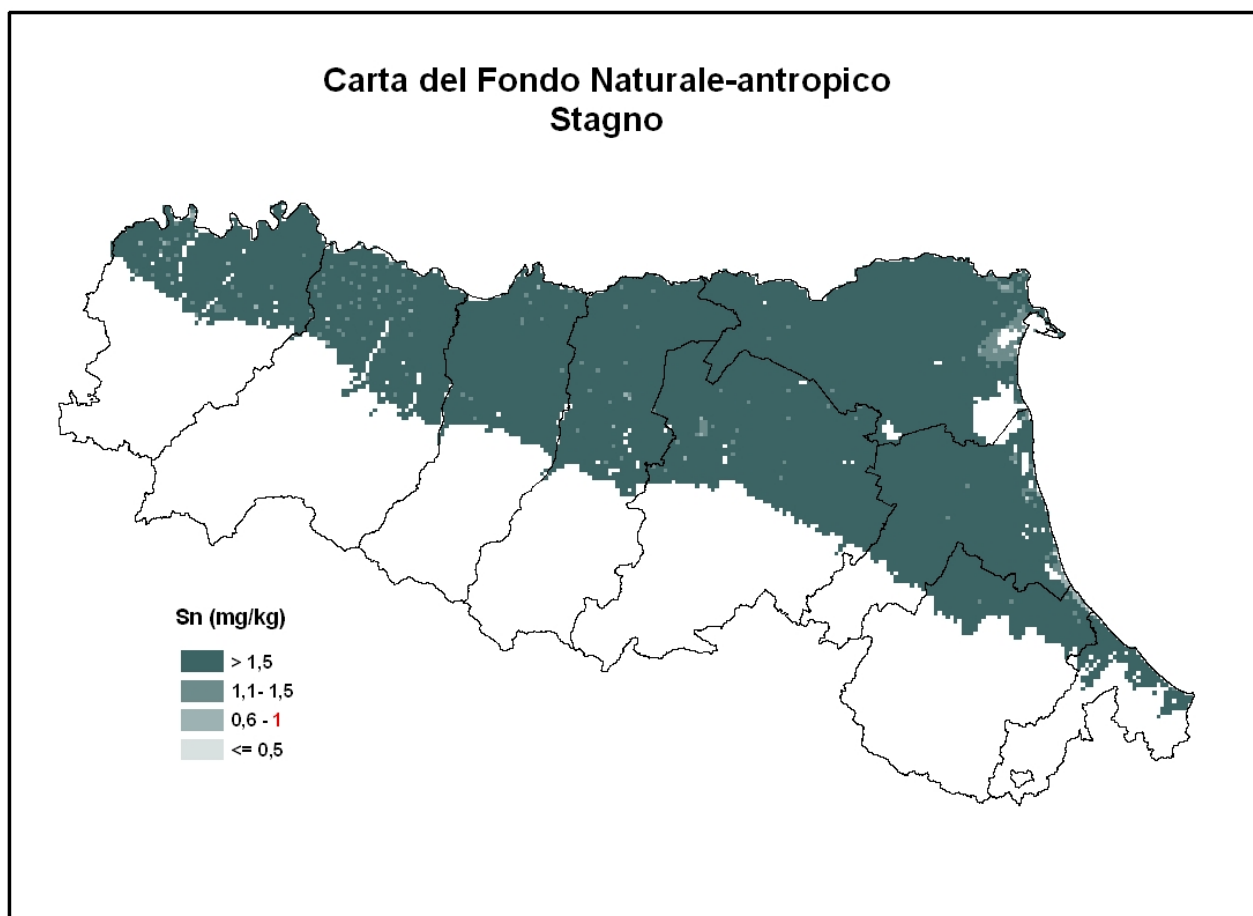 Carta del Fondo Naturale-antropico
Stagno
Sn (mg/kg)
> 1,5
1,1- 1,5
0,6 - 1
<= 0,5